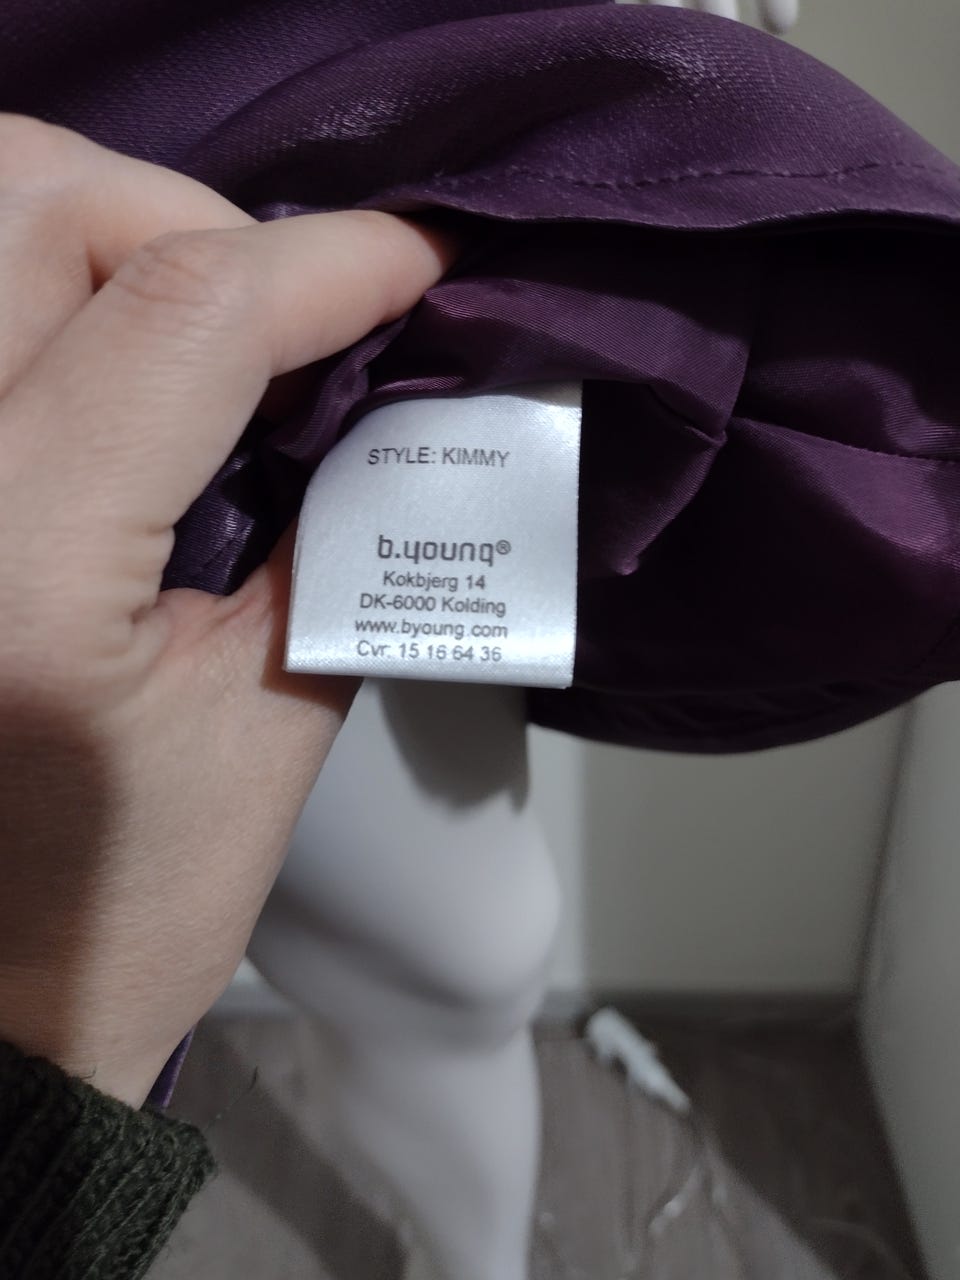 STYLE: KIMMY
b.young®
Kokbjerg 14
DK-6000 Kolding
www.byoung.com
Cvr. 15 16 64 36